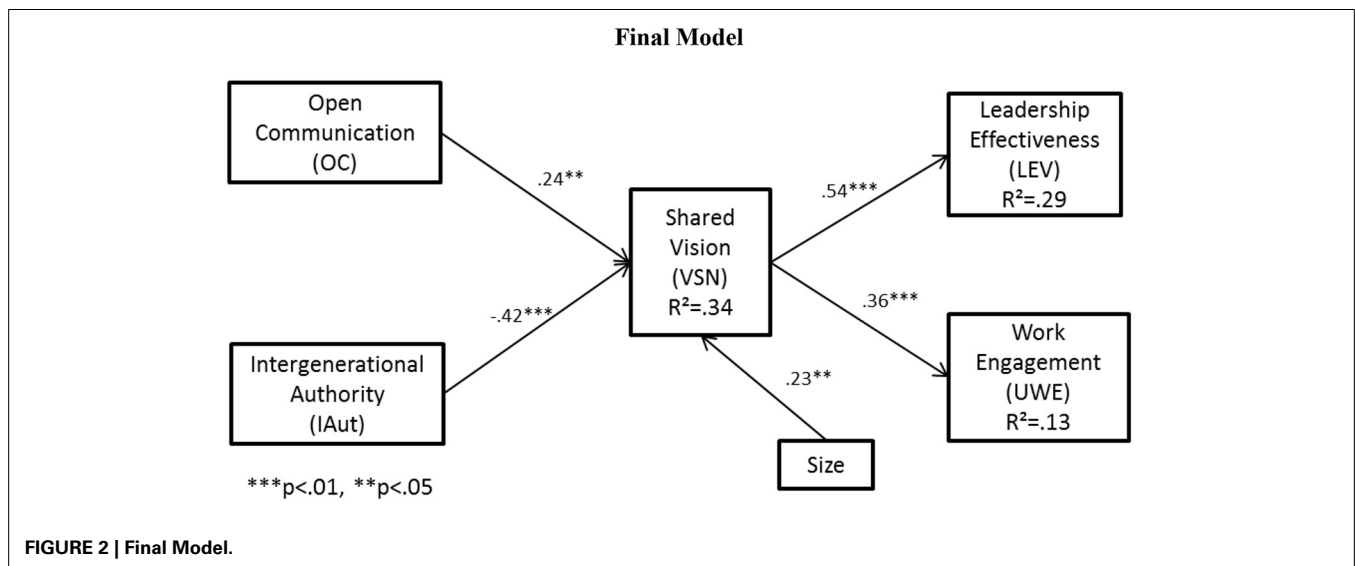 Final Model
Open
Communication
(OC)
.24**
Intergenerational
Authority
(IAut)
-.42***
Shared
Vision
(VSN)
R²=.34
.54***
Leadership
Effectiveness
(LEV)
R²=.29
.36***
Work
Engagement
(UWE)
R²=.13
.23**
Size
***p<.01, **p<.05
FIGURE 2 | Final Model.